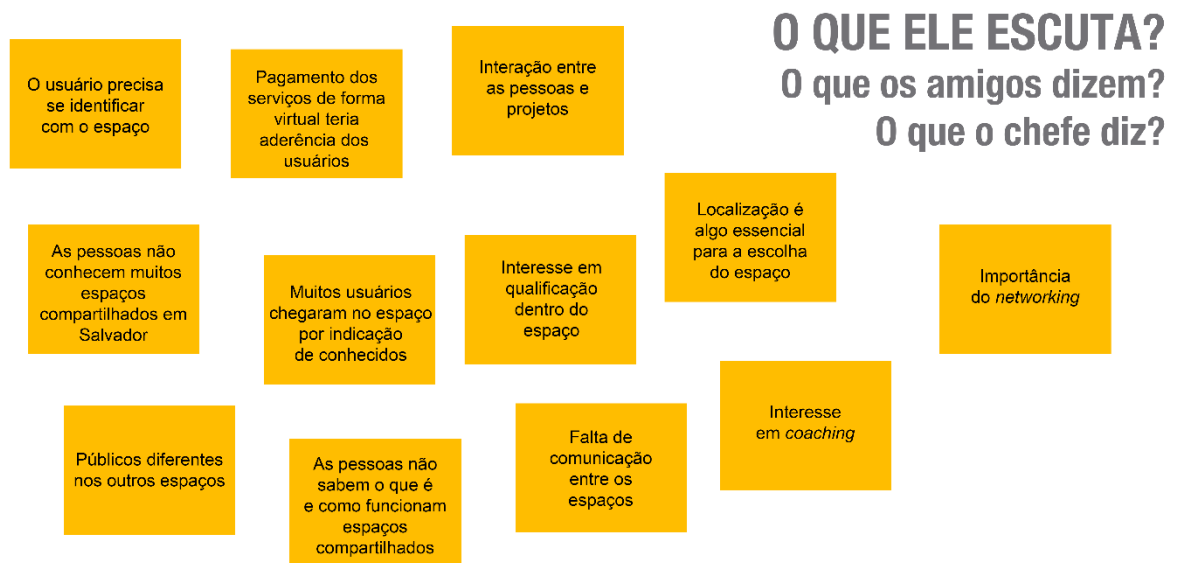 O QUE ELE ESCUTA?
O que os amigos dizem?
O que o chefe diz?
O usuário precisa
se identificar
com o espaço
Pagamento dos
serviços de forma
virtual teria
aderência dos
usuários
Interação entre
as pessoas e
projetos
Localização é
algo essencial
para a escolha
do espaço
As pessoas não
conhecem muitos
espaços
compartilhados em
Salvador
Muitos usuários
chegaram no espaço
por indicação
de conhecidos
Interesse em
qualificação
dentro do
espaço
Importância
do networking
Públicos diferentes
nos outros espaços
As pessoas não
sabem o que é
e como funcionam
espaços
compartilhados
Falta de
comunicação
entre os
espaços
Interesse
em coaching